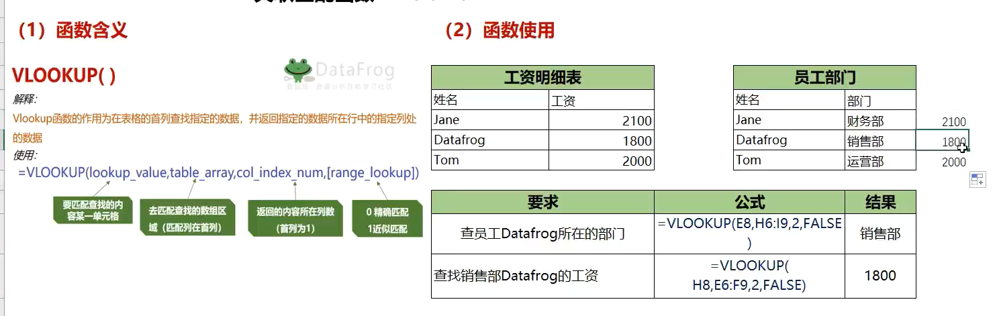 （1）函数含义
（2）函数使用
DataFrog
VLOOKUP( )
解释：
Vlookup函数的作用为在表格的首列查找指定的数据，并返回指定的数据所在行中的指定列处
的数据
使用：
=VLOOKUP(lookup_value,table_array,col_index_num,[range_lookup])
要匹配查找的内
容某一单元格
去匹配查找的数组区
域（匹配列在首列）
返回的内容所在列数
（首列为1）
0 精确匹配
1近似匹配
工资明细表
姓名 工资
Jane 2100
Datafrog 1800
Tom 2000
员工部门
姓名 部门
Jane 财务部 2100
Datafrog 销售部 1800
Tom 运营部 2000
要求 公式 结果
查员工Datafrog所在的部门 =VLOOKUP(E8,H6:I9,2,FALSE
) 销售部
查找销售部Datafrog的工资 =VLOOKUP(
H8,E6:F9,2,FALSE) 1800